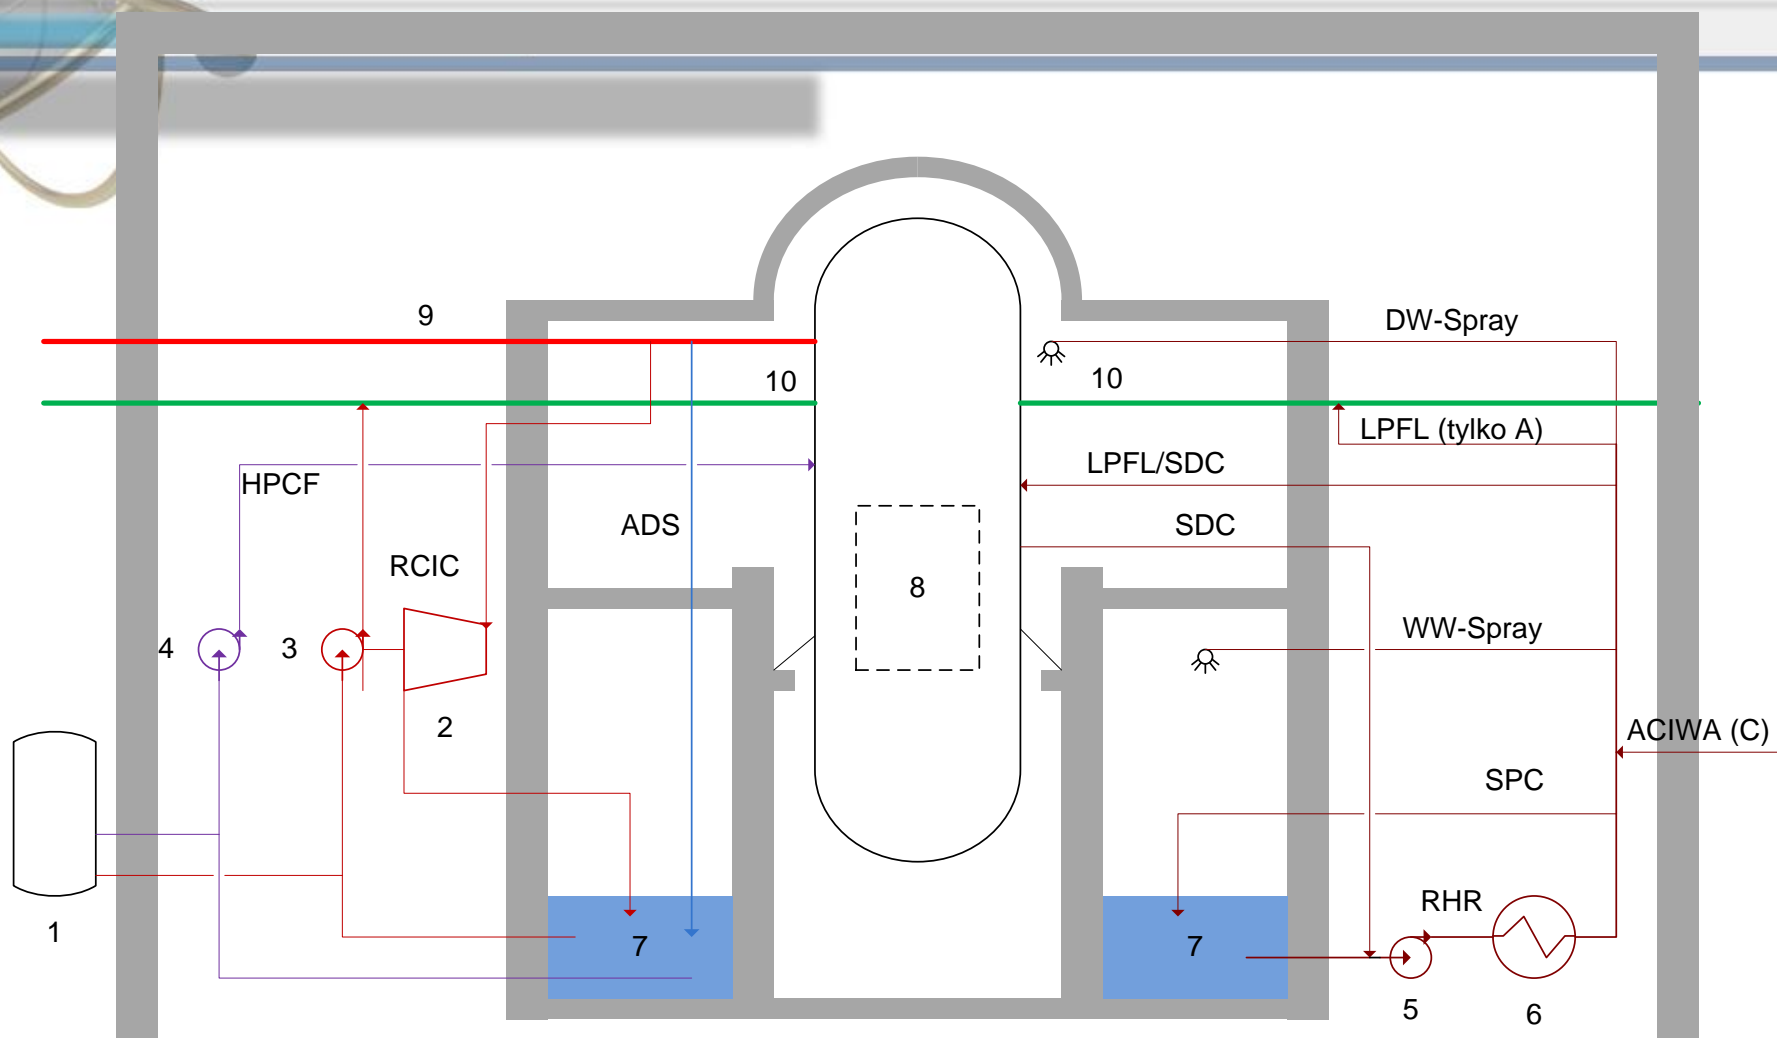 9
DW-Spray
10
10
LPFL (tylko A)
LPFL/SDC
HPCF
ADS
SDC
RCIC
8
4
3
WW-Spray
2
ACIWA (C)
SPC
RHR
1
7
7
5
6